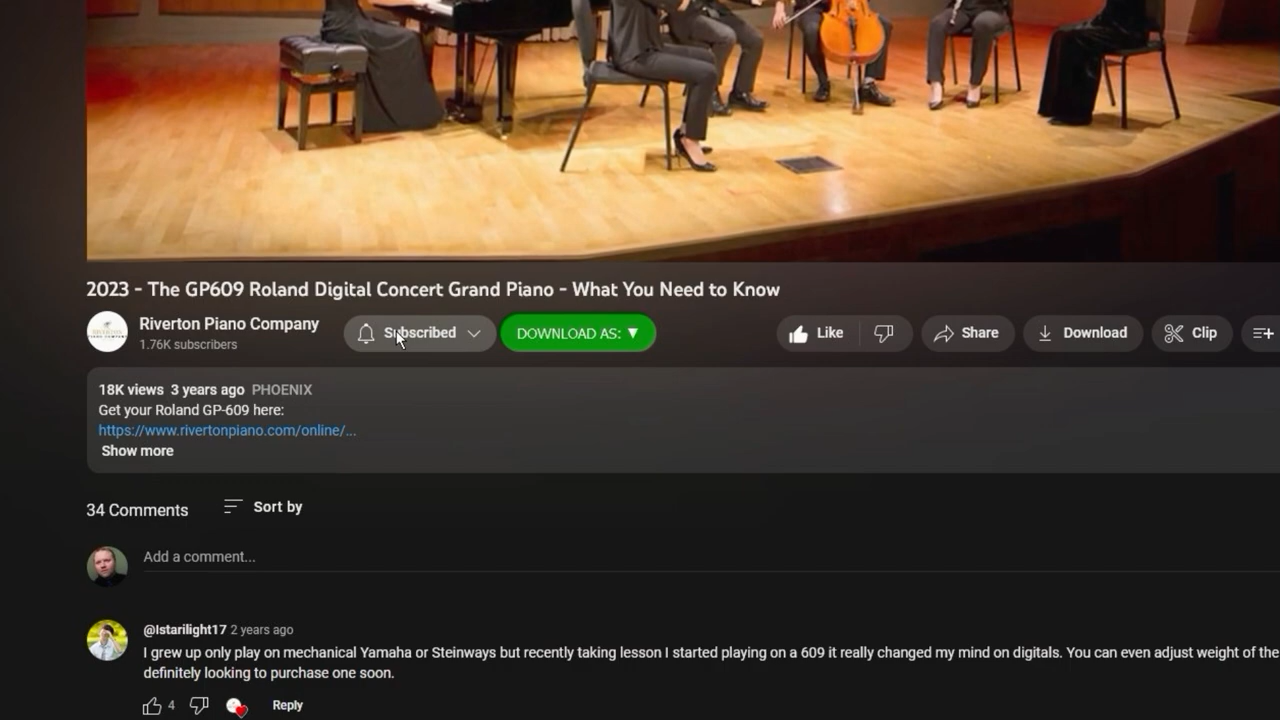 2023 - The GP609 Roland Digital Concert Grand Piano - What You Need to Know
Riverton Piano Company
1.76K subscribers
Subscribed
DOWNLOAD AS: ▼
Like
Share
Download
Clip
18K views 3 years ago PHOENIX
Get your Roland GP-609 here:
https://www.rivertonpiano.com/online/...
Show more
34 Comments
Sort by
Add a comment...
@Istarilight17 2 years ago
I grew up only play on mechanical Yamaha or Steinways but recently taking lesson I started playing on a 609 it really changed my mind on digitals. You can even adjust weight of the
definitely looking to purchase one soon.
4
Reply